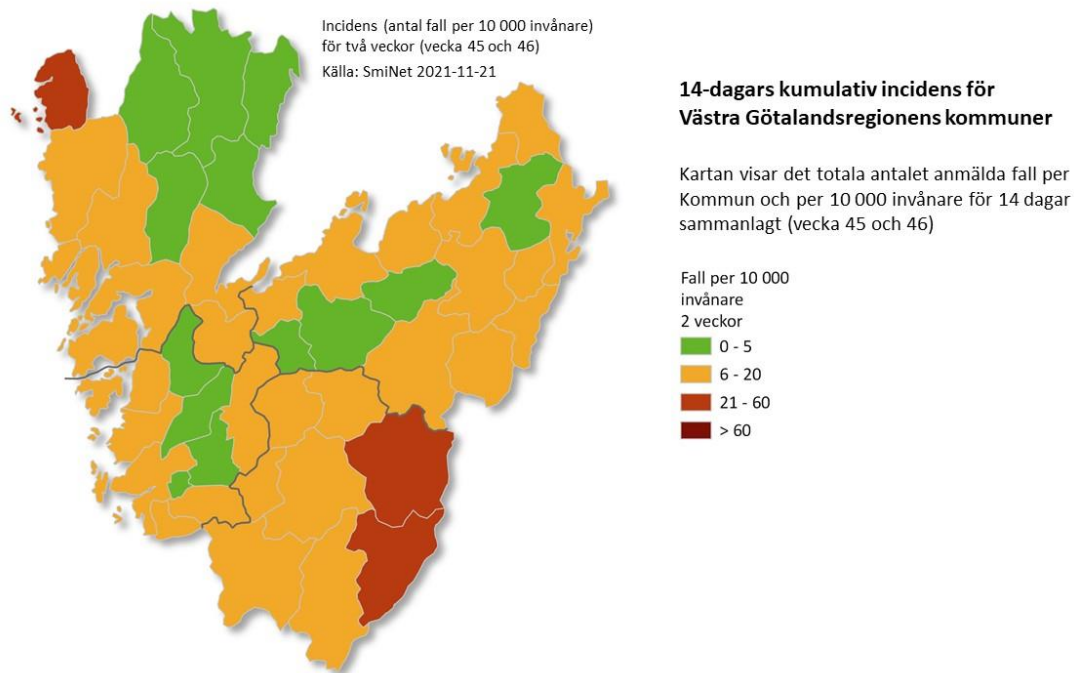 Incidens (antal fall per 10 000 invånare)
för två veckor (vecka 45 och 46)
Källa: SmiNet 2021-11-21
14-dagars kumulativ incidens för
Västra Götalandsregionens kommuner
Kartan visar det totala antalet anmälda fall per
Kommun och per 10 000 invånare för 14 dagar
sammanlagt (vecka 45 och 46)
Fall per 10 000
invånare
2 veckor
0 - 5
6 - 20
21 - 60
> 60